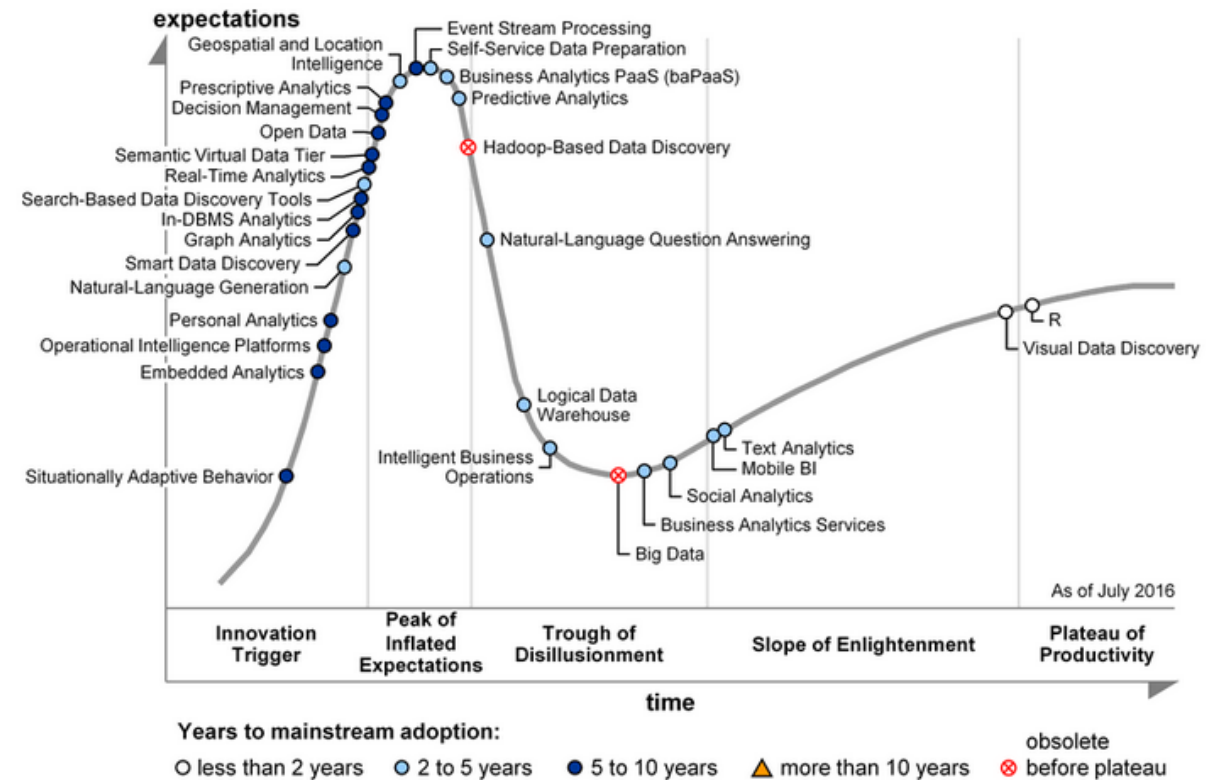 expectations
Event Stream Processing
Geospatial and Location
Intelligence
Self-Service Data Preparation
Business Analytics PaaS (baPaaS)
Prescriptive Analytics
Predictive Analytics
Decision Management
Open Data
Hadoop-Based Data Discovery
Semantic Virtual Data Tier
Real-Time Analytics
Search-Based Data Discovery Tools
In-DBMS Analytics
Graph Analytics
Natural-Language Question Answering
Smart Data Discovery
Natural-Language Generation
Personal Analytics
R
Operational Intelligence Platforms
Visual Data Discovery
Embedded Analytics
Logical Data
Warehouse
Text Analytics
Intelligent Business
Operations
Mobile BI
Situationally Adaptive Behavior
Social Analytics
Business Analytics Services
Big Data
As of July 2016
Innovation
Trigger
Peak of
Inflated
Expectations
Trough of
Disillusionment
Slope of Enlightenment
Plateau of
Productivity
time
Years to mainstream adoption:
less than 2 years
2 to 5 years
5 to 10 years
more than 10 years
obsolete
before plateau